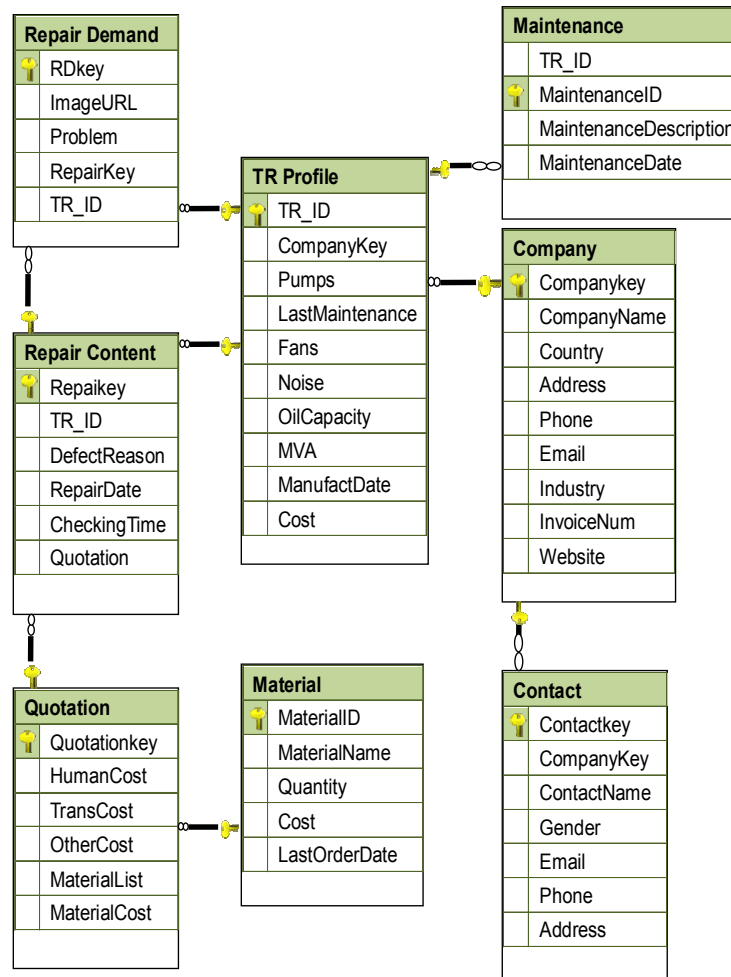 Repair Demand
RDkey
ImageURL
Problem
RepairKey
TR_ID
Maintenance
TR_ID
MaintenanceID
MaintenanceDescription
MaintenanceDate
TR Profile
TR_ID
CompanyKey
Pumps
LastMaintenance
Fans
Noise
OilCapacity
MVA
ManufactDate
Cost
Company
Companykey
CompanyName
Country
Address
Phone
Email
Industry
InvoiceNum
Website
Repair Content
Repaikey
TR_ID
DefectReason
RepairDate
CheckingTime
Quotation
Quotation
Quotationkey
HumanCost
TransCost
OtherCost
MaterialList
MaterialCost
Material
MaterialID
MaterialName
Quantity
Cost
LastOrderDate
Contact
Contactkey
CompanyKey
ContactName
Gender
Email
Phone
Address